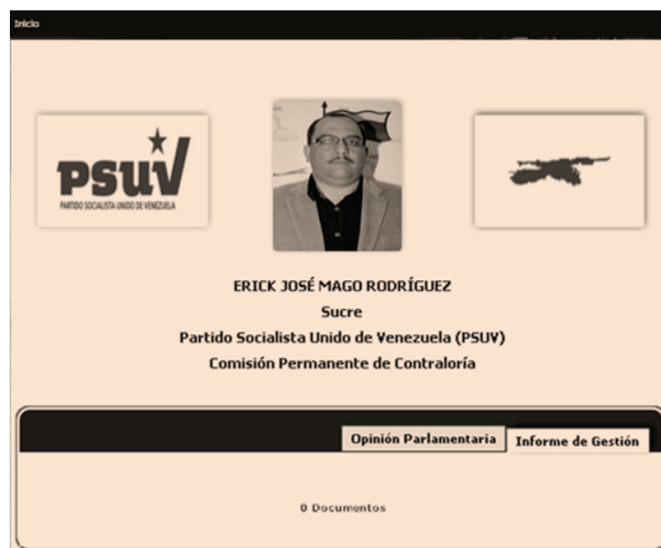 Inicio
PSUV
PARTIDO SOCIALISTA UNIDO DE VENEZUELA
ERICK JOSÉ MAGO RODRÍGUEZ
Sucre
Partido Socialista Unido de Venezuela (PSUV)
Comisión Permanente de Contraloría
Opinión Parlamentaria
Informe de Gestión
0 Documentos